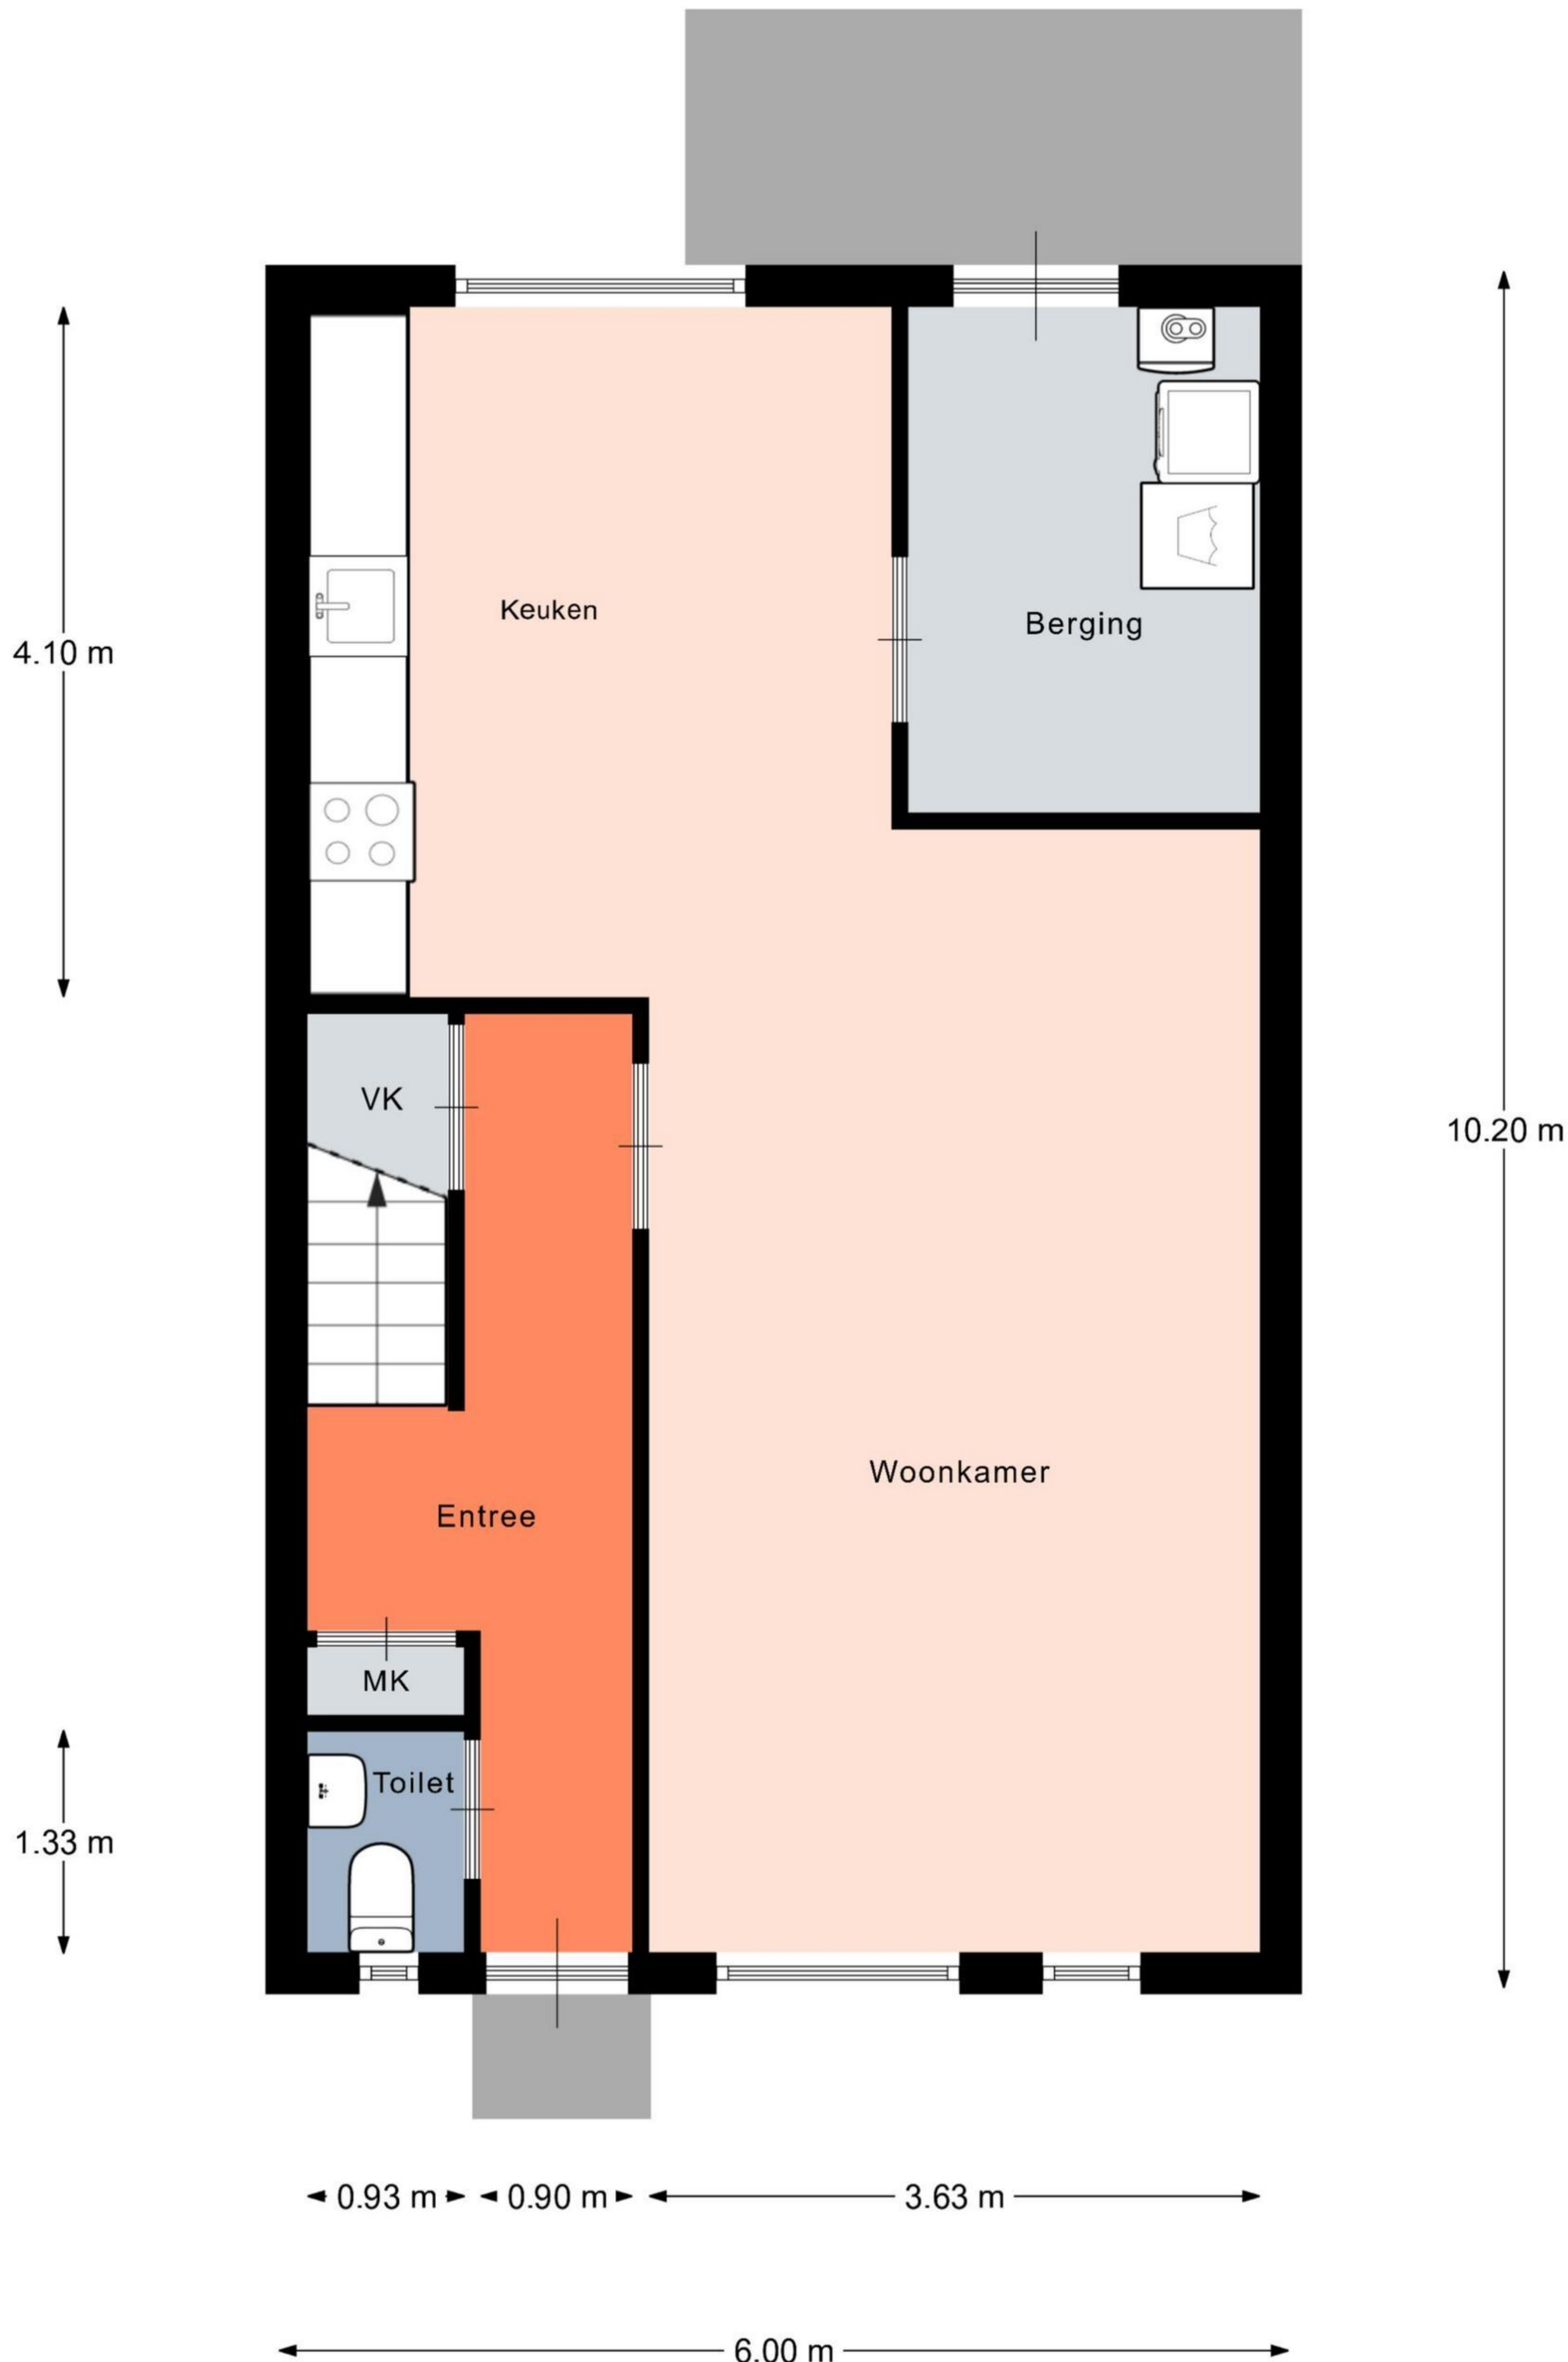 Keuken
Berging
4.10 m
VK
10.20 m
Woonkamer
Entree
MK
Toilet
1.33 m
0.93 m
0.90 m
3.63 m
6.00 m